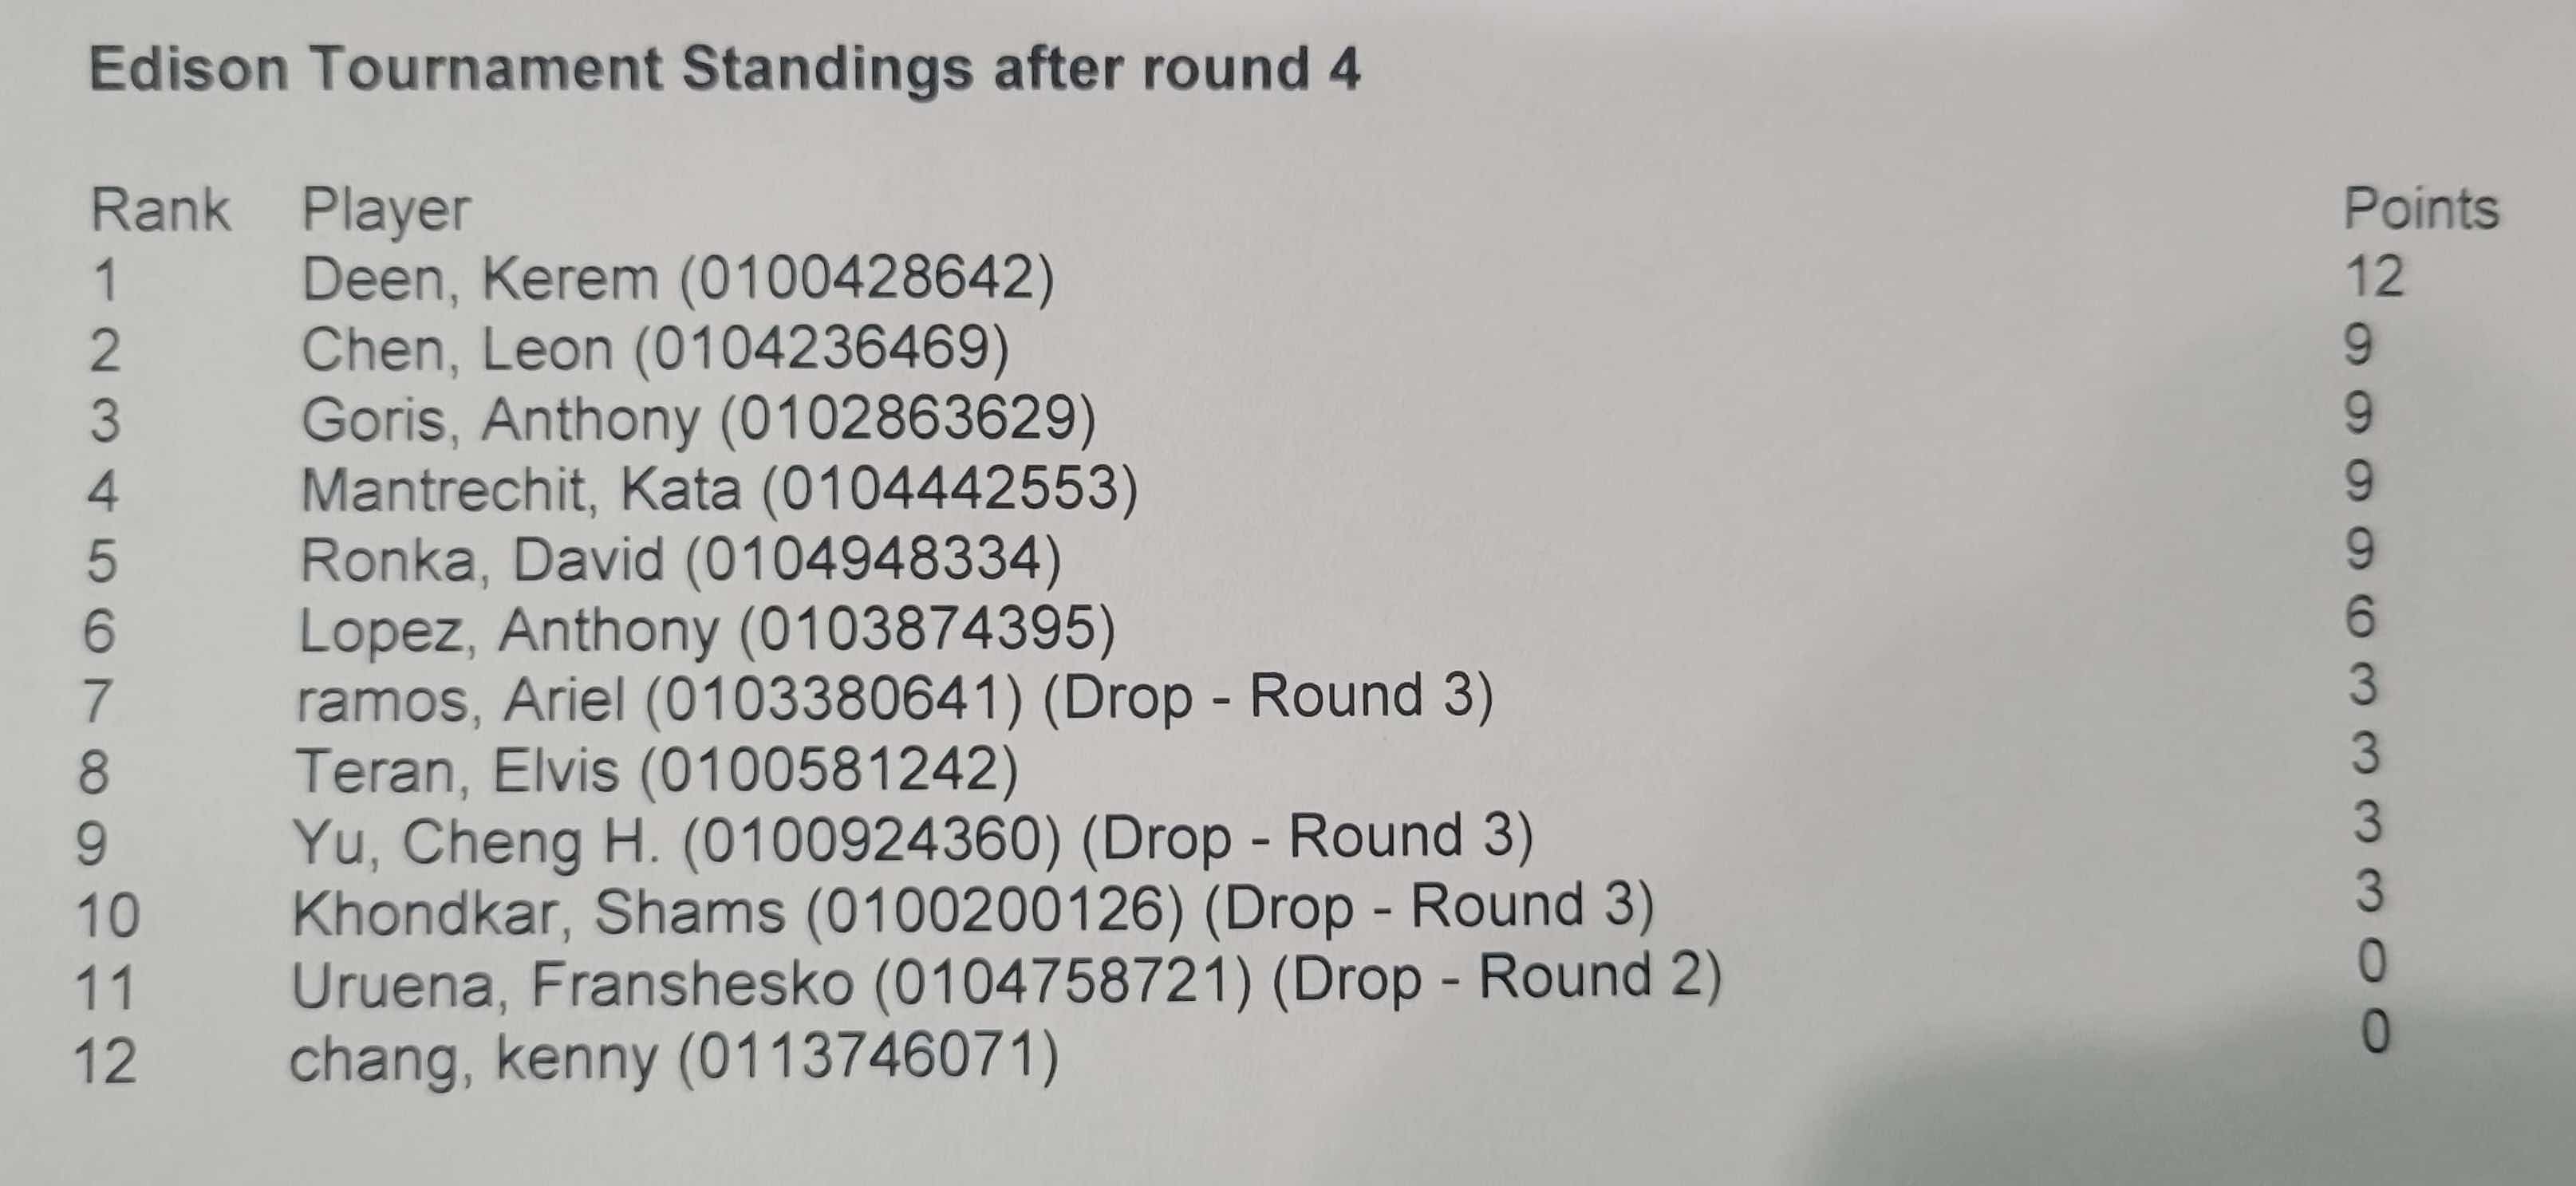 Edison Tournament Standings after round 4
Rank Player Points
1 Deen, Kerem (0100428642) 12
2 Chen, Leon (0104236469) 9
3 Goris, Anthony (0102863629) 9
4 Mantrechit, Kata (0104442553) 9
5 Ronka, David (0104948334) 9
6 Lopez, Anthony (0103874395) 6
7 ramos, Ariel (0103380641) (Drop - Round 3) 3
8 Teran, Elvis (0100581242) 3
9 Yu, Cheng H. (0100924360) (Drop - Round 3) 3
10 Khondkar, Shams (0100200126) (Drop - Round 3) 3
11 Uruena, Franshesko (0104758721) (Drop - Round 2) 0
12 chang, kenny (0113746071) 0